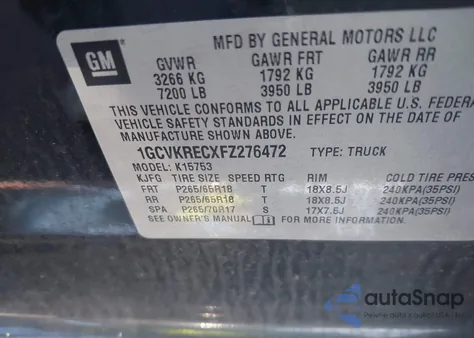 MFD BY GENERAL MOTORS LLC
GM
GVWR GAWR FRT GAWR RR
3266 KG 1792 KG 1792 KG
7200 LB 3950 LB 3950 LB
THIS VEHICLE CONFORMS TO ALL APPLICABLE U.S. FEDERA
VEHICLE SAFETY STANDARDS IN EFFECT ON THE DATE OF
MANUFACTURE SHOWN ABOVE.
1GCVKRECXFZ276472 TYPE: TRUCK
MODEL: K15753
KJFG TIRE SIZE SPEED RTG RIM COLD TIRE PRES
FRT P265/65R18 T 18X8.5J 240KPA(35PSI)
RR P265/65R18 T 18X8.5J 240KPA(35PSI)
SPA P265/70R17 S 17X7.5J 240KPA(35PSI)
SEE OWNER'S MANUAL FOR MORE INFORMATION.
autoSnap